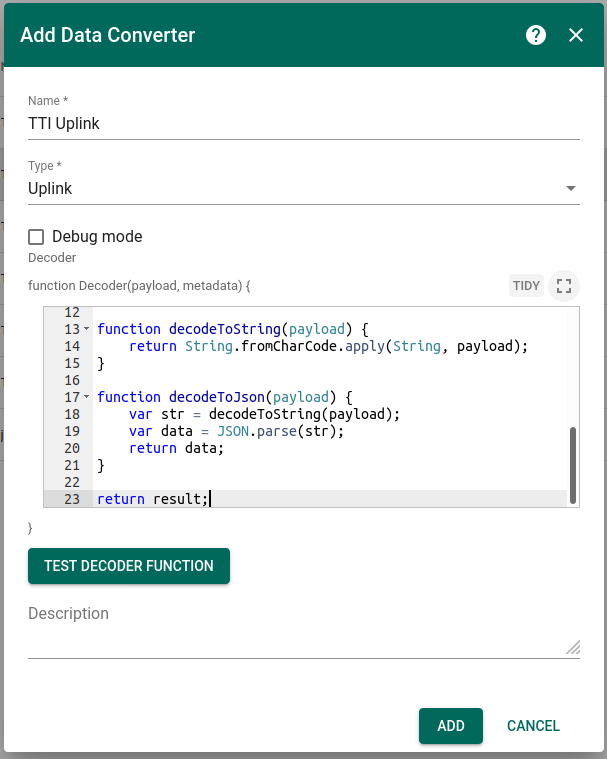 Add Data Converter
Name *
TTI Uplink
Type *
Uplink
Debug mode
Decoder
function Decoder(payload, metadata) {
TIDY
12
13 function decodeToString(payload) {
14 return String.fromCharCode.apply(String, payload);
15 }
16
17 function decodeToJson(payload) {
18 var str = decodeToString(payload);
19 var data = JSON.parse(str);
20 return data;
21 }
22
23 return result;
}
TEST DECODER FUNCTION
Description
ADD
CANCEL